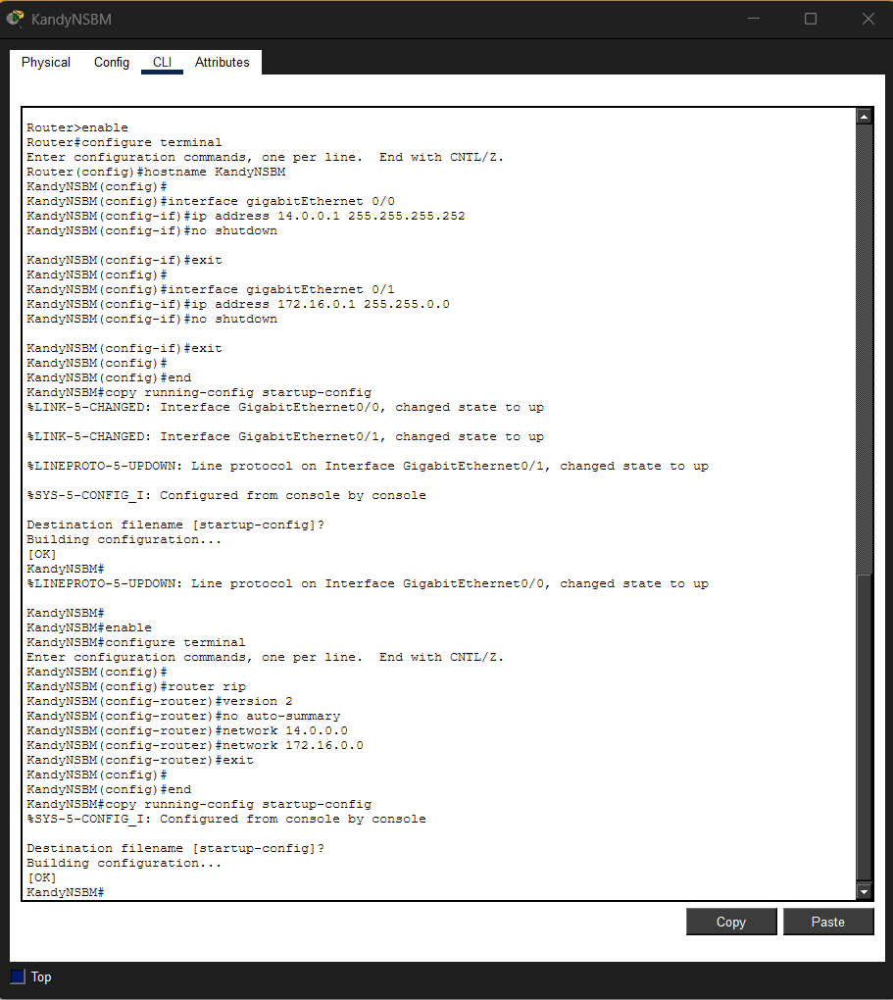 KandyNSBM
Physical Config CLI Attributes
Router>enable
Router#configure terminal
Enter configuration commands, one per line.  End with CNTL/Z.
Router(config)#hostname KandyNSBM
KandyNSBM(config)#
KandyNSBM(config)#interface gigabitEthernet 0/0
KandyNSBM(config-if)#ip address 14.0.0.1 255.255.255.252
KandyNSBM(config-if)#no shutdown
KandyNSBM(config-if)#exit
KandyNSBM(config)#
KandyNSBM(config)#interface gigabitEthernet 0/1
KandyNSBM(config-if)#ip address 172.16.0.1 255.255.0.0
KandyNSBM(config-if)#no shutdown
KandyNSBM(config-if)#exit
KandyNSBM(config)#
KandyNSBM(config)#end
KandyNSBM#copy running-config startup-config
%LINK-5-CHANGED: Interface GigabitEthernet0/0, changed state to up
%LINK-5-CHANGED: Interface GigabitEthernet0/1, changed state to up
%LINEPROTO-5-UPDOWN: Line protocol on Interface GigabitEthernet0/1, changed state to up
%SYS-5-CONFIG_I: Configured from console by console
Destination filename [startup-config]?
Building configuration...
[OK]
KandyNSBM#
%LINEPROTO-5-UPDOWN: Line protocol on Interface GigabitEthernet0/0, changed state to up
KandyNSBM#
KandyNSBM#enable
KandyNSBM#configure terminal
Enter configuration commands, one per line.  End with CNTL/Z.
KandyNSBM(config)#
KandyNSBM(config)#router rip
KandyNSBM(config-router)#version 2
KandyNSBM(config-router)#no auto-summary
KandyNSBM(config-router)#network 14.0.0.0
KandyNSBM(config-router)#network 172.16.0.0
KandyNSBM(config-router)#exit
KandyNSBM(config)#
KandyNSBM(config)#end
KandyNSBM#copy running-config startup-config
%SYS-5-CONFIG_I: Configured from console by console
Destination filename [startup-config]?
Building configuration...
[OK]
KandyNSBM#
Copy Paste
Top